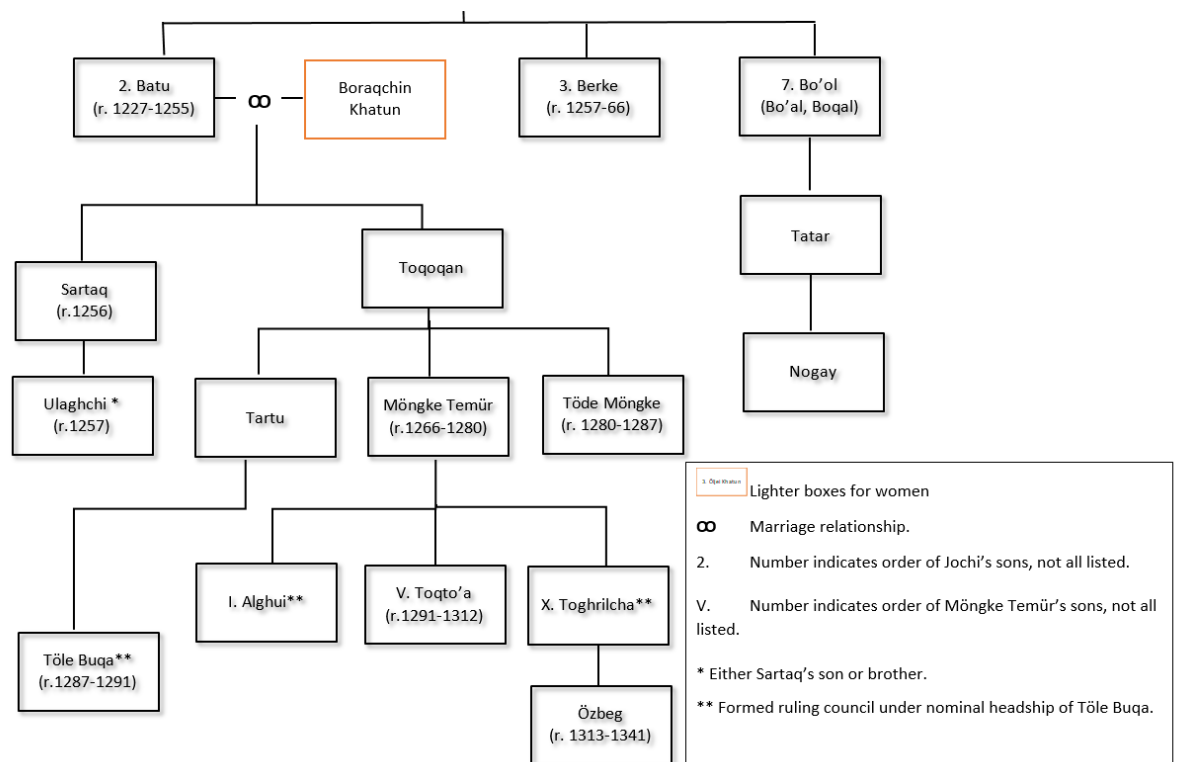 2. Batu
(r. 1227-1255)
ꝏ
Boraqchin
Khatun
3. Berke
(r. 1257-66)
7. Bo’ol
(Bo’al, Boqal)
Tatar
Nogay
Sartaq
(r.1256)
Toqoqan
Ulaghchi *
(r.1257)
Tartu
Möngke Temür
(r.1266-1280)
Töde Möngke
(r. 1280-1287)
Töle Buqa**
(r.1287-1291)
I. Alghui**
V. Toqto’a
(r.1291-1312)
X. Toghrilcha**
Özbeg
(r. 1313-1341)
3. Öljei Khatun Lighter boxes for women
ꝏ Marriage relationship.
2. Number indicates order of Jochi’s sons, not all listed.
V. Number indicates order of Möngke Temür’s sons, not all
listed.
* Either Sartaq’s son or brother.
** Formed ruling council under nominal headship of Töle Buqa.